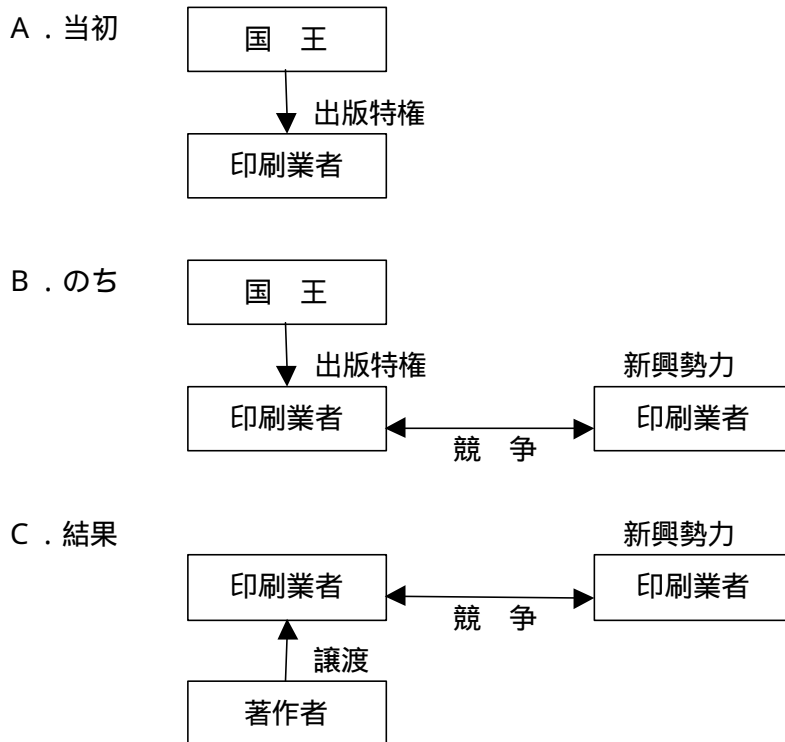 A．当初
国　王
出版特権
印刷業者
B．のち
国　王
出版特権
新興勢力
印刷業者
印刷業者
競　争
C．結果
新興勢力
印刷業者
印刷業者
競　争
譲渡
著作者